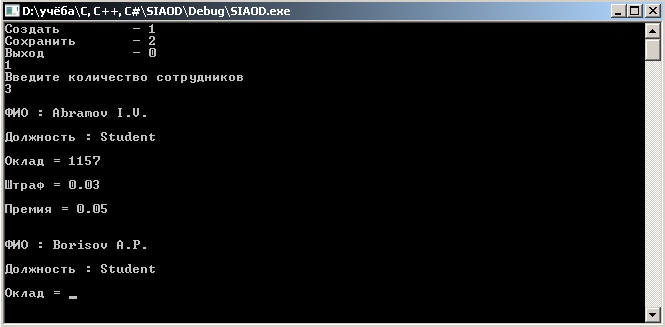 D:\учёба\C, C++, C#\SIAOD\Debug\SIAOD.exe
Создать - 1
Сохранить - 2
Выход - 0
1
Введите количество сотрудников
3
ФИО : Abramov I.V.
Должность : Student
Оклад = 1157
Штраф = 0.03
Премия = 0.05
ФИО : Borisov A.P.
Должность : Student
Оклад = _